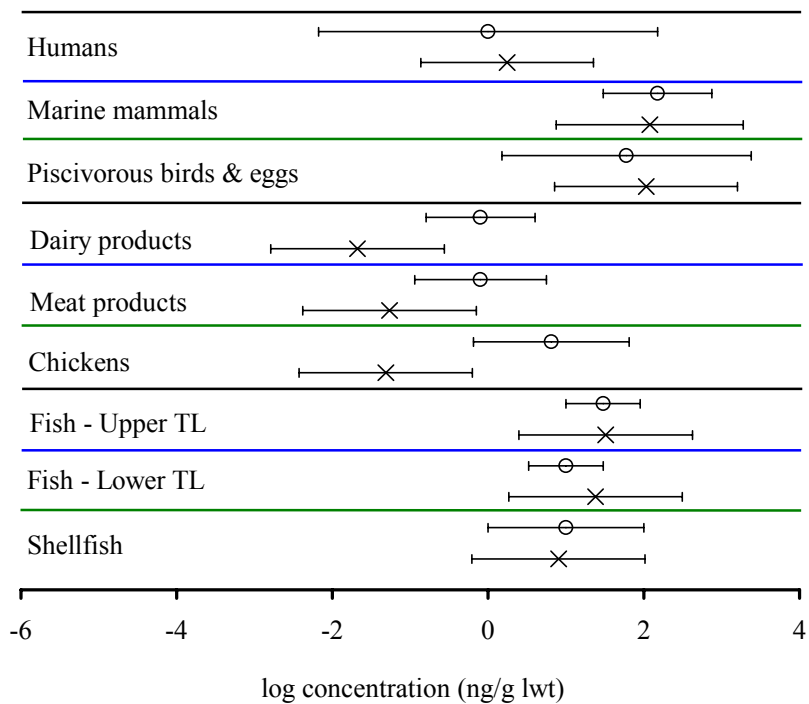 Humans
Marine mammals
Piscivorous birds & eggs
Dairy products
Meat products
Chickens
Fish - Upper TL
Fish - Lower TL
Shellfish
-6 -4 -2 0 2 4
log concentration (ng/g lwt)